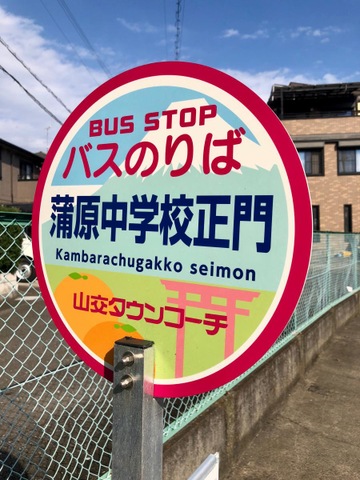 BUS STOP
バスのりば
蒲原中学校正門
Kambarachugakko seimon
山交タウンコーチ